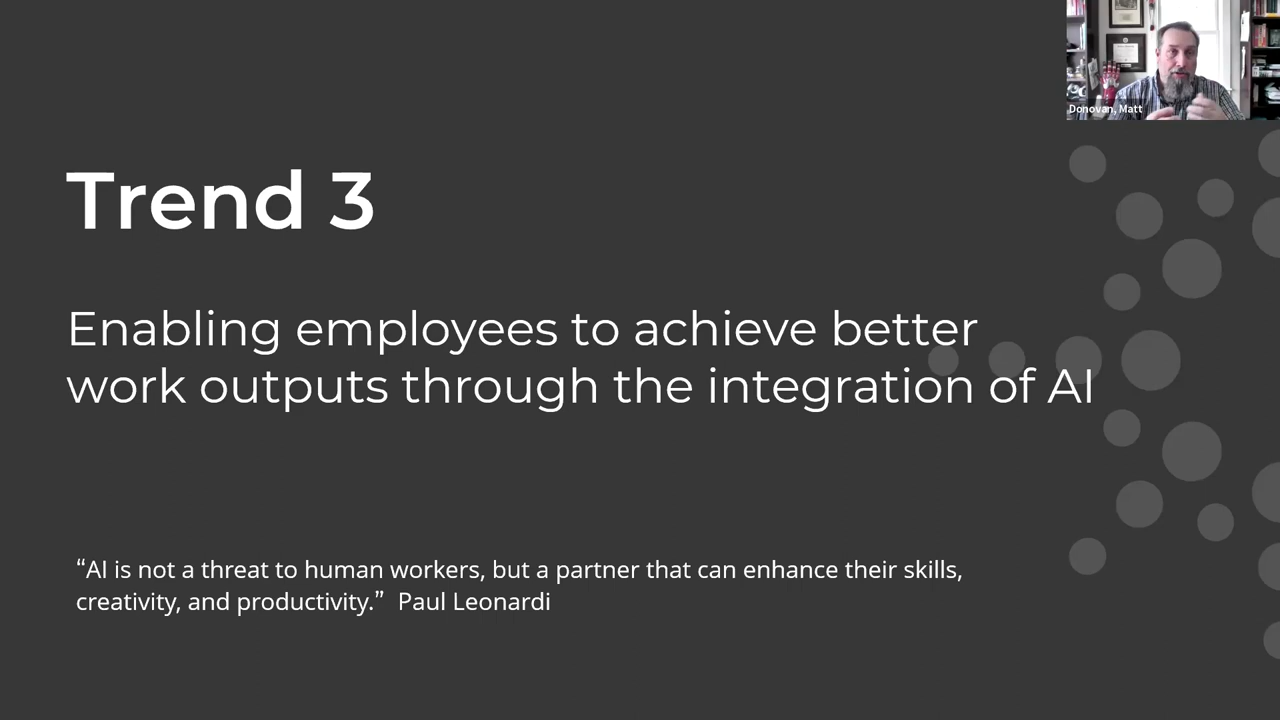 Donovan, Matt
Trend 3
Enabling employees to achieve better
work outputs through the integration of AI
“AI is not a threat to human workers, but a partner that can enhance their skills,
creativity, and productivity.” Paul Leonardi